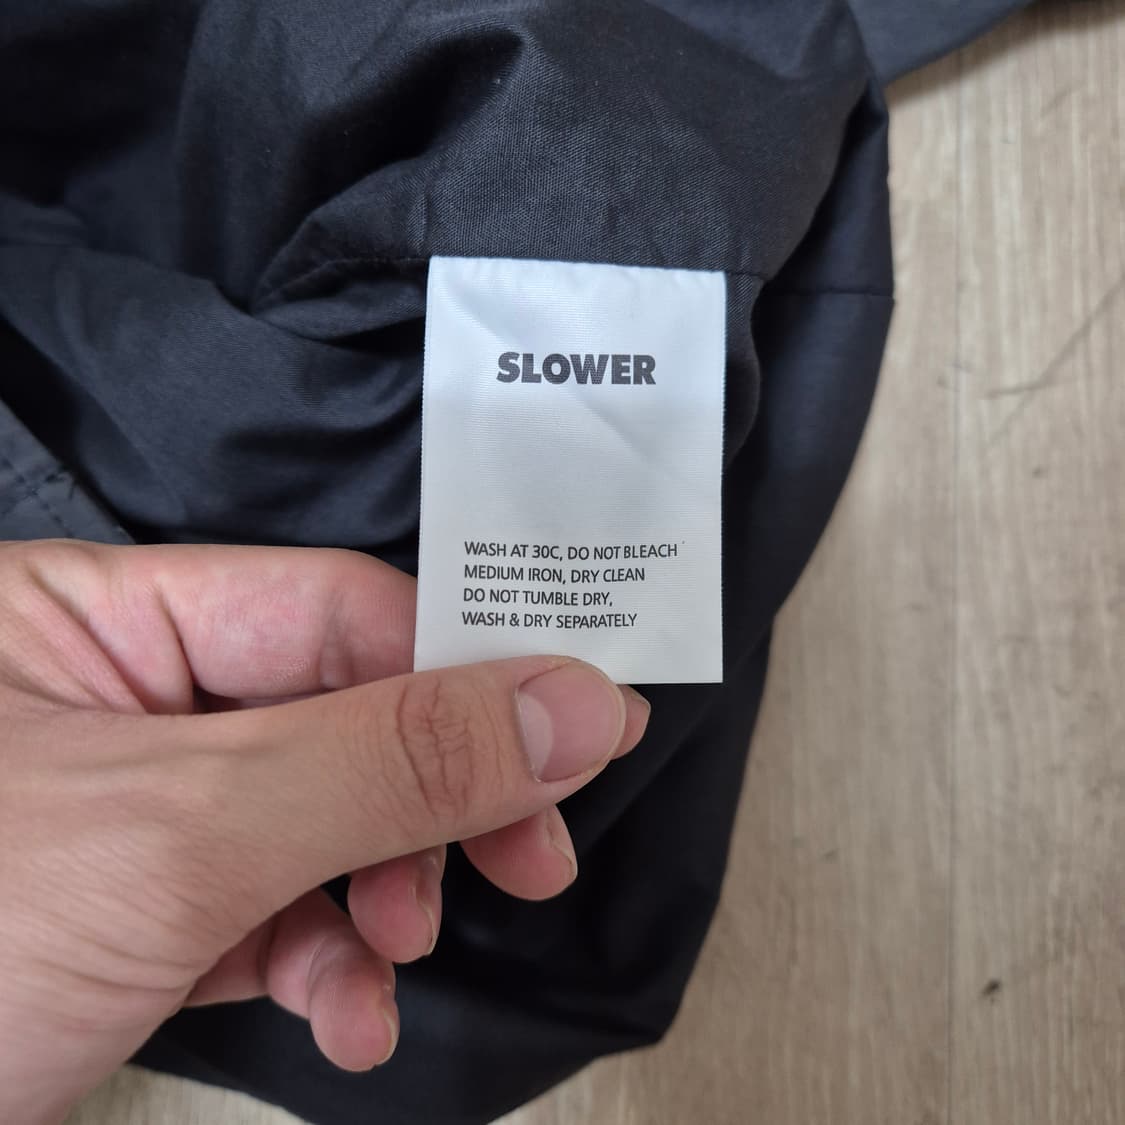 SLOWER
WASH AT 30C, DO NOT BLEACH
MEDIUM IRON, DRY CLEAN
DO NOT TUMBLE DRY,
WASH & DRY SEPARATELY